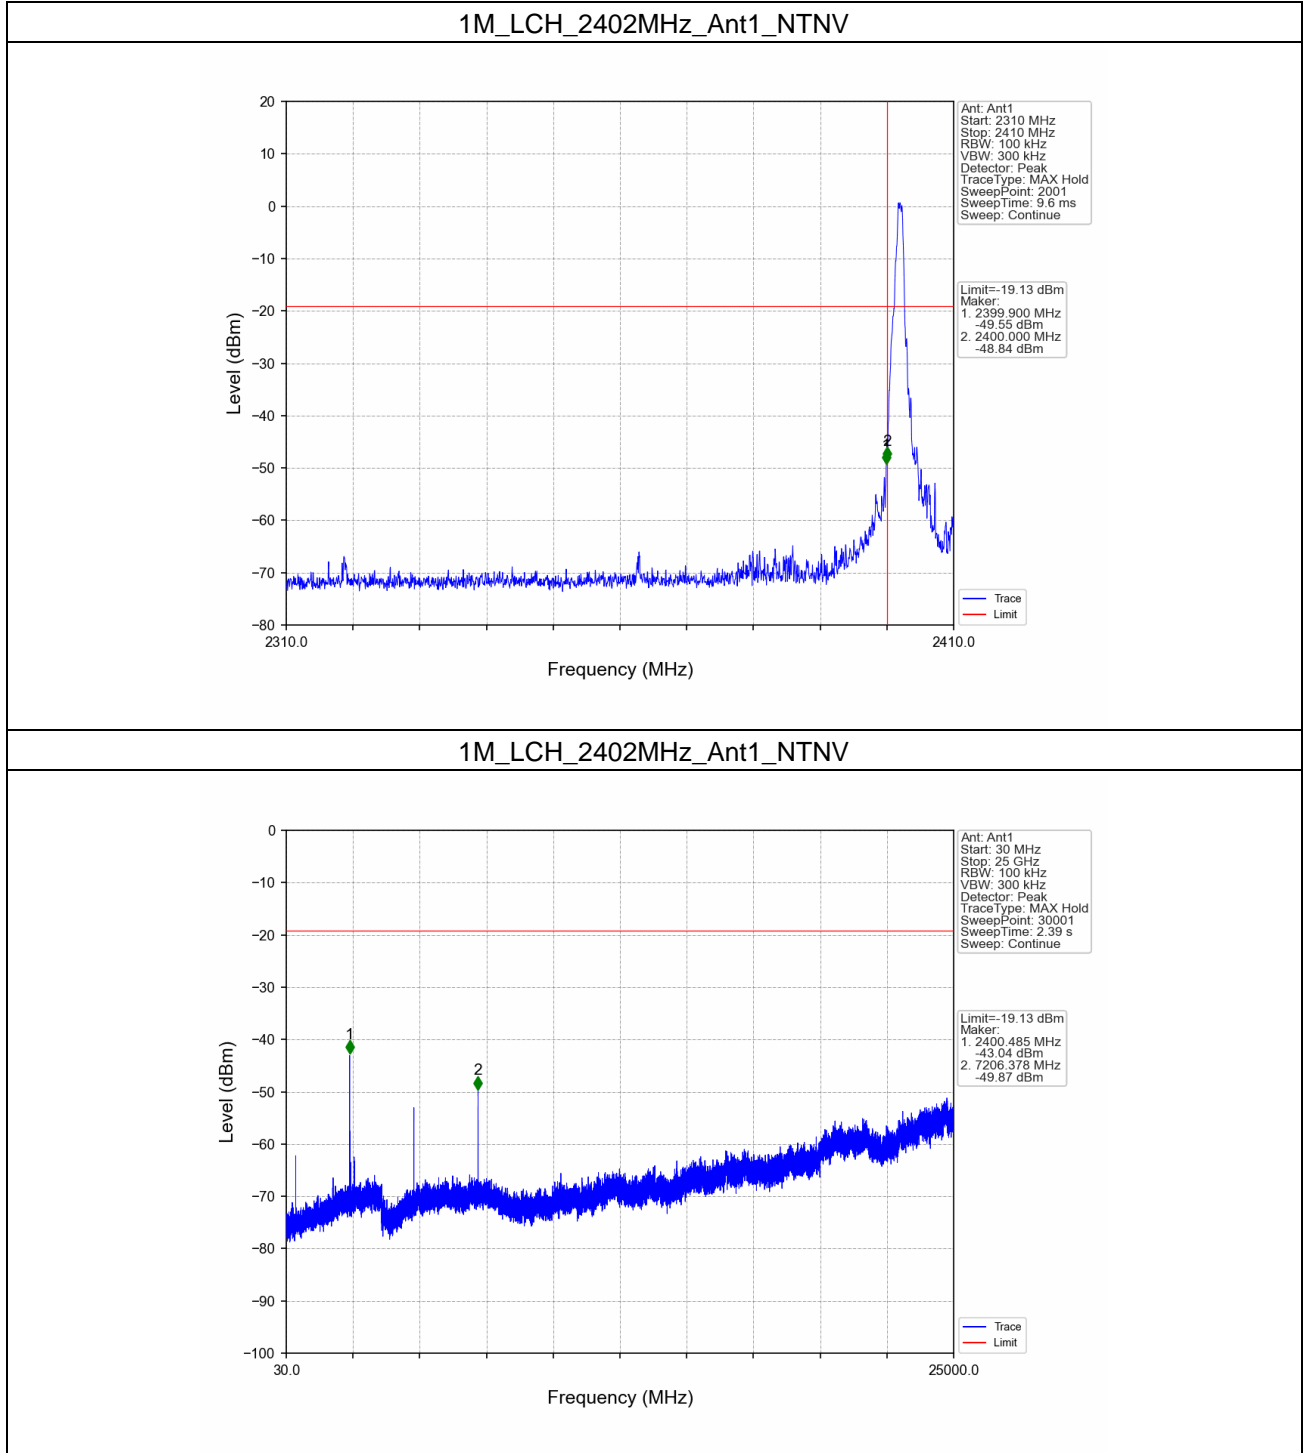 1M_LCH_2402MHz_Ant1_NTNV
20
10
0
−10
−20
−30
−40
−50
−60
−70
−80
Level (dBm)
2310.0
2410.0
Frequency (MHz)
2
Ant: Ant1
Start: 2310 MHz
Stop: 2410 MHz
RBW: 100 kHz
VBW: 300 kHz
Detector: Peak
TraceType: MAX Hold
SweepPoint: 2001
SweepTime: 9.6 ms
Sweep: Continue
Limit=-19.13 dBm
Maker:
1. 2399.900 MHz
-49.55 dBm
2. 2400.000 MHz
-48.84 dBm
Trace
Limit
1M_LCH_2402MHz_Ant1_NTNV
0
−10
−20
−30
−40
−50
−60
−70
−80
−90
−100
Level (dBm)
30.0
25000.0
Frequency (MHz)
1
2
Ant: Ant1
Start: 30 MHz
Stop: 25 GHz
RBW: 100 kHz
VBW: 300 kHz
Detector: Peak
TraceType: MAX Hold
SweepPoint: 30001
SweepTime: 2.39 s
Sweep: Continue
Limit=-19.13 dBm
Maker:
1. 2400.485 MHz
-43.04 dBm
2. 7206.378 MHz
-49.87 dBm
Trace
Limit